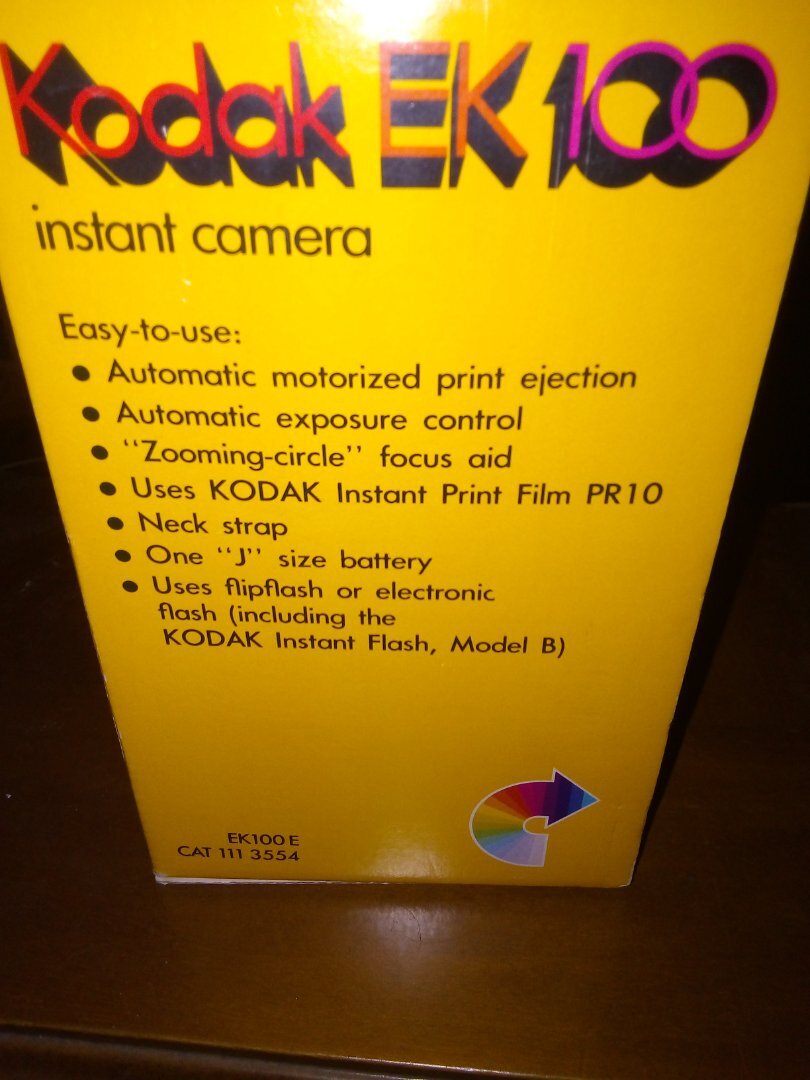 Kodak EK100
instant camera
Easy-to-use:
● Automatic motorized print ejection
● Automatic exposure control
● “Zooming-circle” focus aid
● Uses KODAK Instant Print Film PR10
● Neck strap
● One “J” size battery
● Uses flipflash or electronic
flash (including the
KODAK Instant Flash, Model B)
EK100E
CAT 111 3554